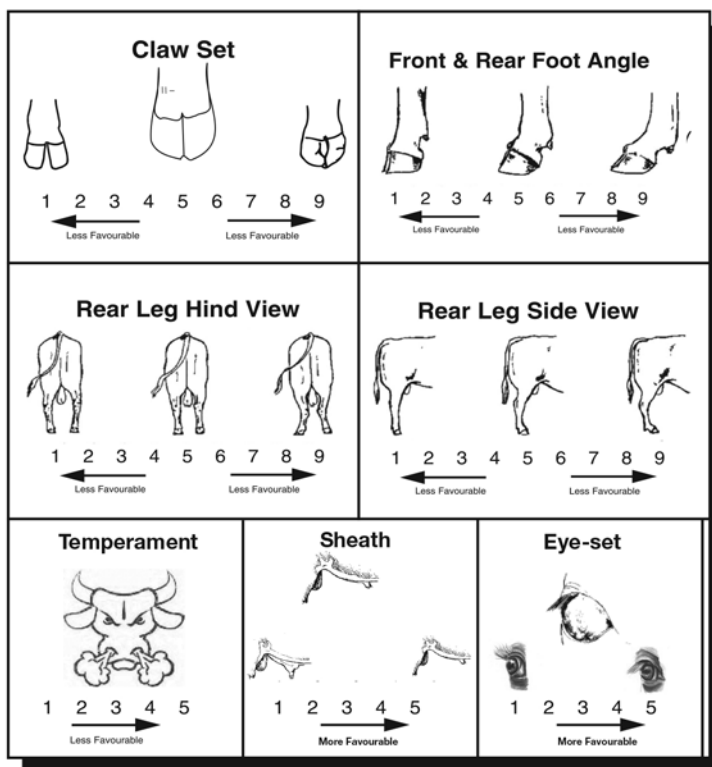 Claw Set
1 2 3 4 5 6 7 8 9
Less Favourable Less Favourable
Front & Rear Foot Angle
1 2 3 4 5 6 7 8 9
Less Favourable Less Favourable
Rear Leg Hind View
1 2 3 4 5 6 7 8 9
Less Favourable Less Favourable
Rear Leg Side View
1 2 3 4 5 6 7 8 9
Less Favourable Less Favourable
Temperament
1 2 3 4 5
Less Favourable
Sheath
1 2 3 4 5
More Favourable
Eye-set
1 2 3 4 5
More Favourable